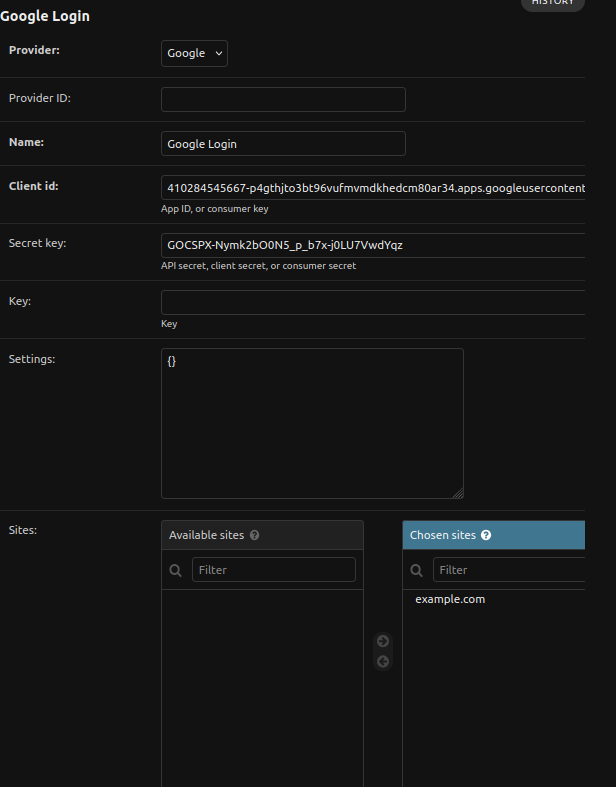 HISTORY
Google Login
Provider: Google
Provider ID:
Name: Google Login
Client id: 410284545667-p4gthjto3bt96vufmvmdkhedcm80ar34.apps.googleusercontent
App ID, or consumer key
Secret key: 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
API secret, client secret, or consumer secret
Key:
Key
Settings: {}
Sites: Available sites ? Chosen sites ?
Filter Filter
example.com